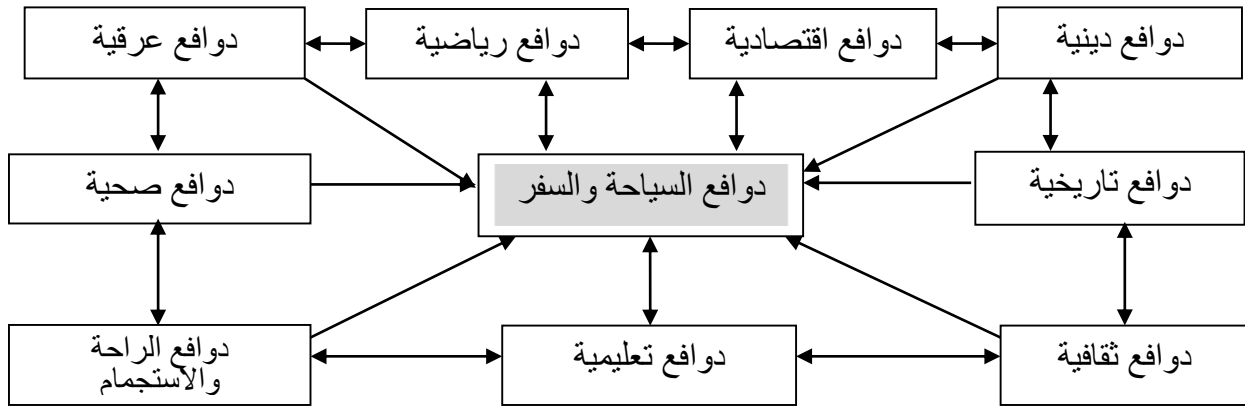 دوافع دينية
دوافع اقتصادية
دوافع رياضية
دوافع عرقية
دوافع تاريخية
دوافع السياحة والسفر
دوافع صحية
دوافع ثقافية
دوافع تعليمية
دوافع الراحة
والاستجمام